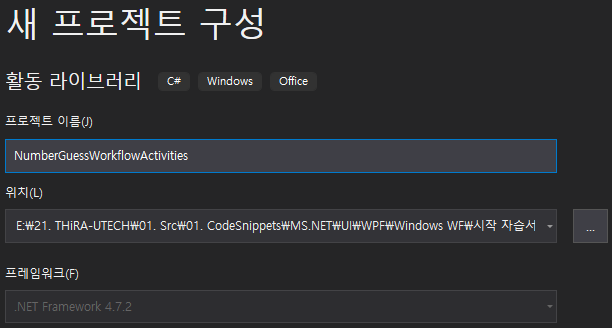 새 프로젝트 구성
활동 라이브러리 C# Windows Office
프로젝트 이름(J)
NumberGuessWorkflowActivities
위치(L)
E:₩21. THiRA-UTECH₩01. Src₩01. CodeSnippets₩MS.NET₩UI₩WPF₩Windows WF₩시작 자습서
...
프레임워크(F)
.NET Framework 4.7.2